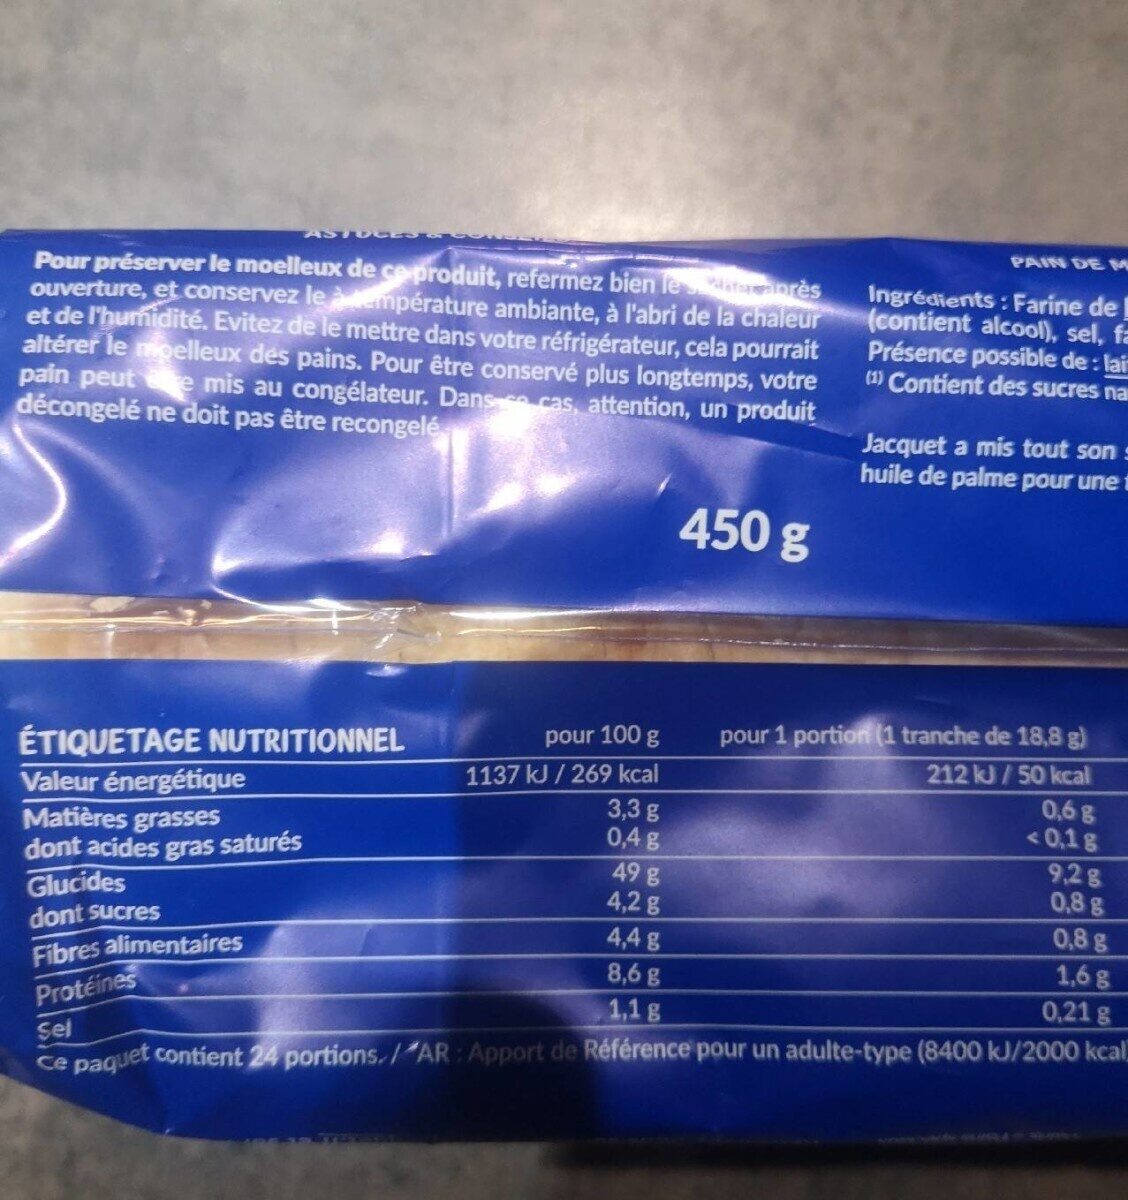 ASTUCES &
Pour préserver le moelleux de ce produit, refermez bien le sachet après
ouverture, et conservez le à température ambiante, à l'abri de la chaleur
et de l'humidité. Evitez de le mettre dans votre réfrigérateur, cela pourrait
altérer le moelleux des pains. Pour être conservé plus longtemps, votre
pain peut être mis au congélateur. Dans ce cas, attention, un produit
décongelé ne doit pas être recongelé.
450 g
PAIN DE M
Ingrédients : Farine de
(contient alcool), sel, fa
Présence possible de : lai
(1) Contient des sucres na
Jacquet a mis tout son
huile de palme pour une
ÉTIQUETAGE NUTRITIONNEL pour 100 g pour 1 portion (1 tranche de 18,8 g)
Valeur énergétique 1137 kJ / 269 kcal 212 kJ / 50 kcal
Matières grasses 3,3 g 0,6 g
dont acides gras saturés 0,4 g < 0,1 g
Glucides 49 g 9,2 g
dont sucres 4,2 g 0,8 g
Fibres alimentaires 4,4 g 0,8 g
Protéines 8,6 g 1,6 g
Sel 1,1 g 0,21 g
Ce paquet contient 24 portions. / *AR : Apport de Référence pour un adulte-type (8400 kJ/2000 kcal)